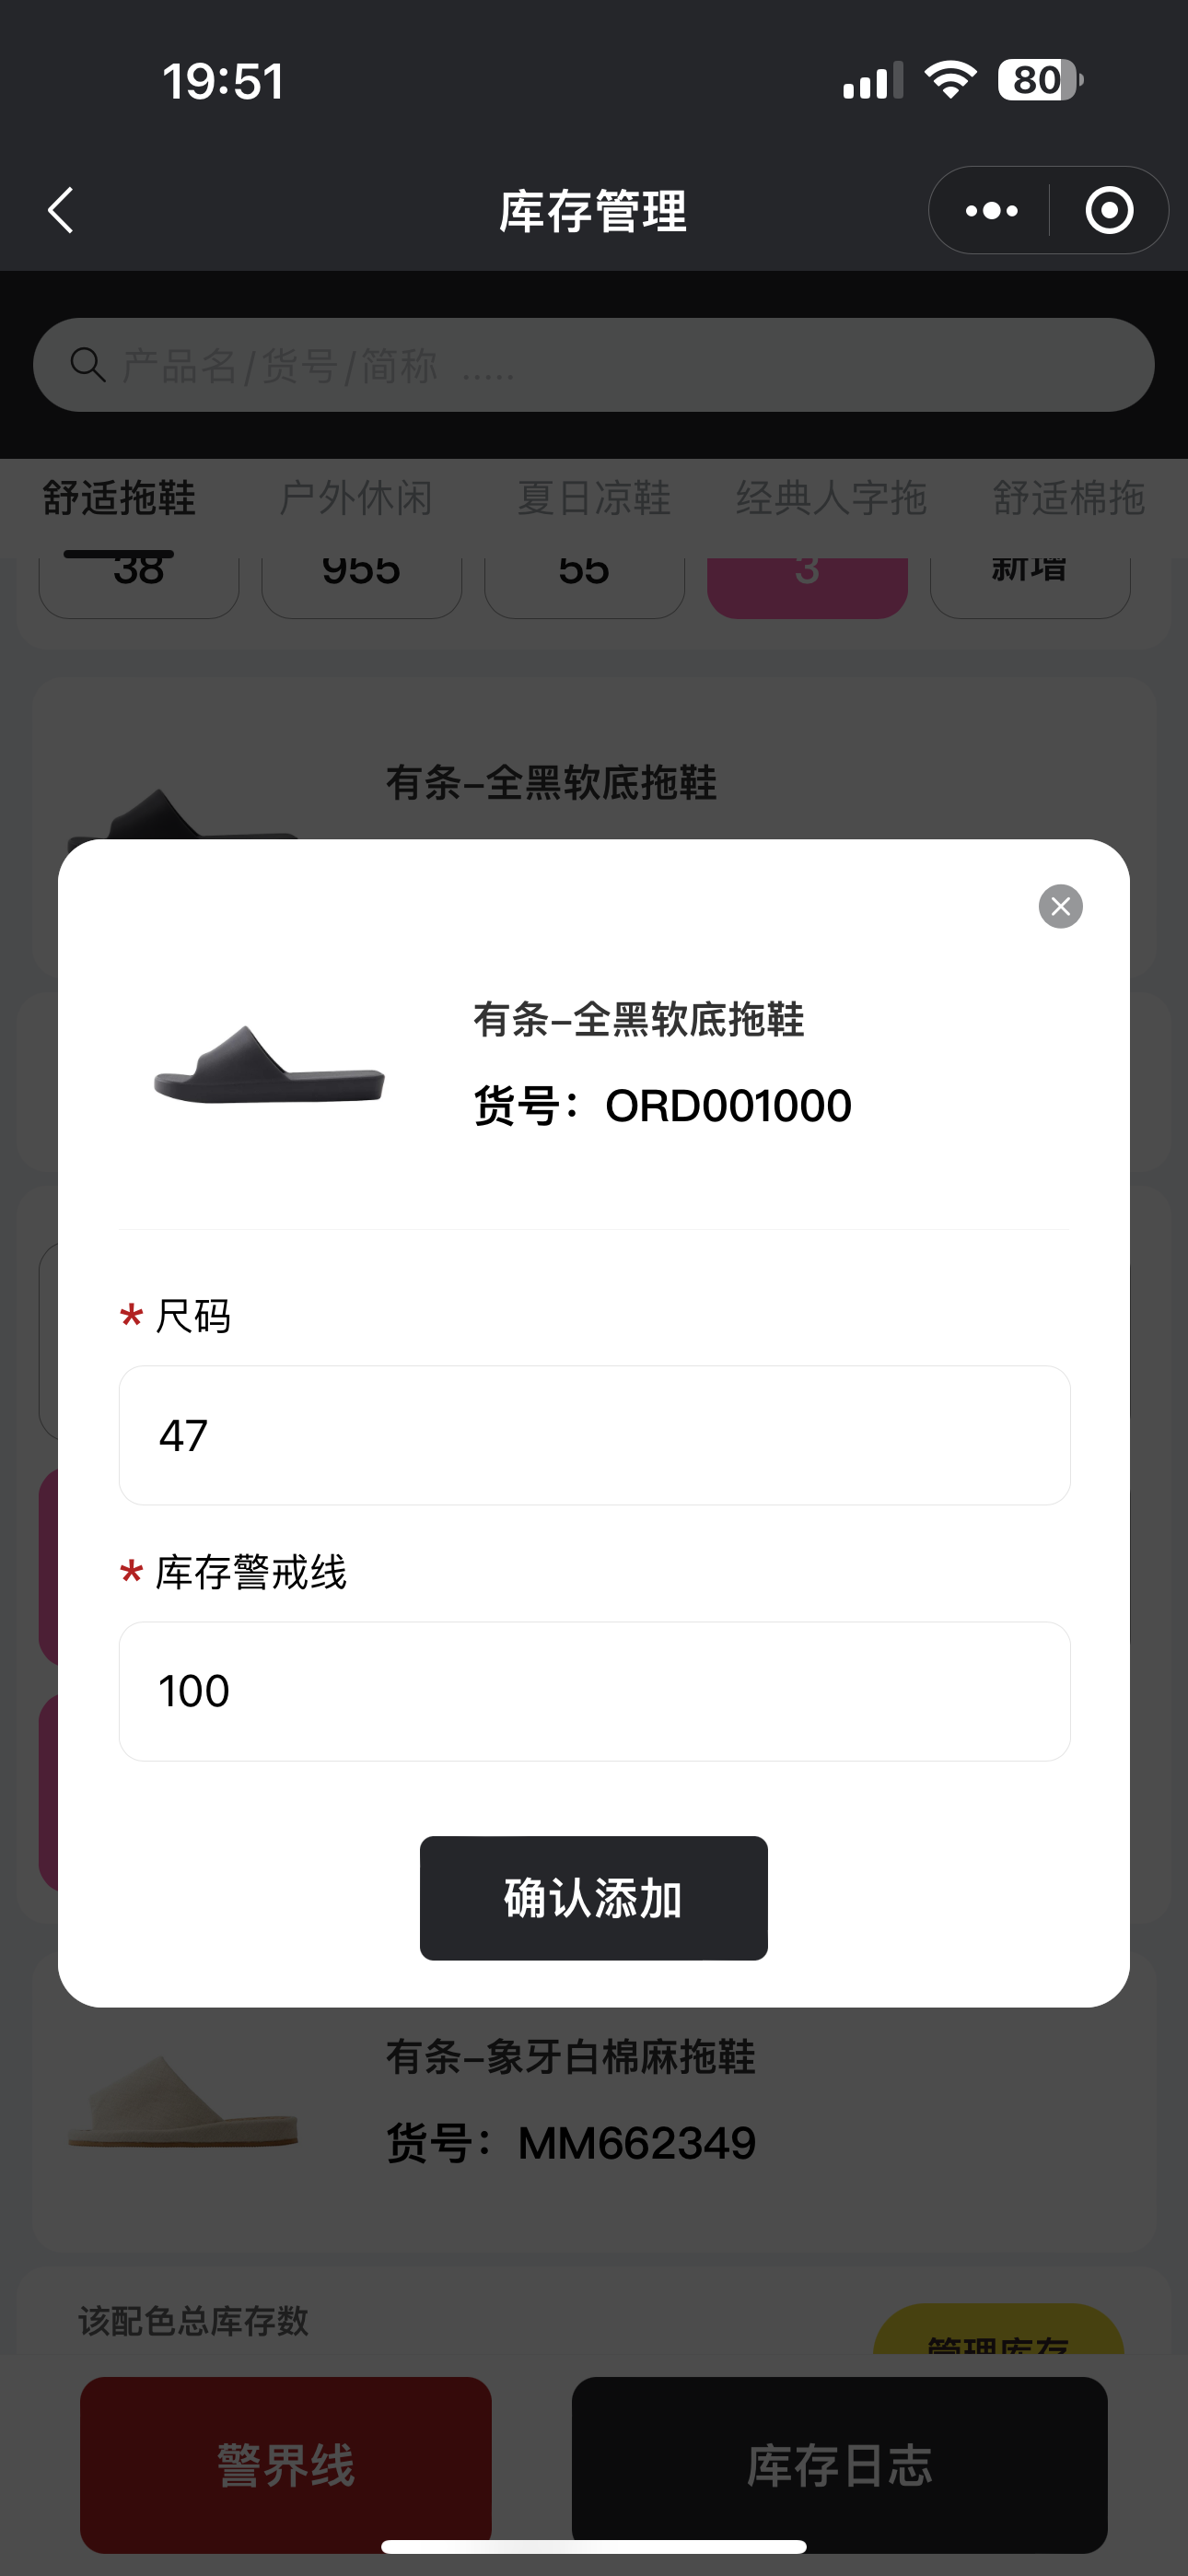 19:51
80
库存管理
产品名/货号/简称 .....
舒适拖鞋 户外休闲 夏日凉鞋 经典人字拖 舒适棉拖
38 955 55 3 新增
有条-全黑软底拖鞋
有条-全黑软底拖鞋
货号：ORD001000
* 尺码
47
* 库存警戒线
100
确认添加
有条-象牙白棉麻拖鞋
货号：MM662349
该配色总库存数
管理库存
警界线 库存日志